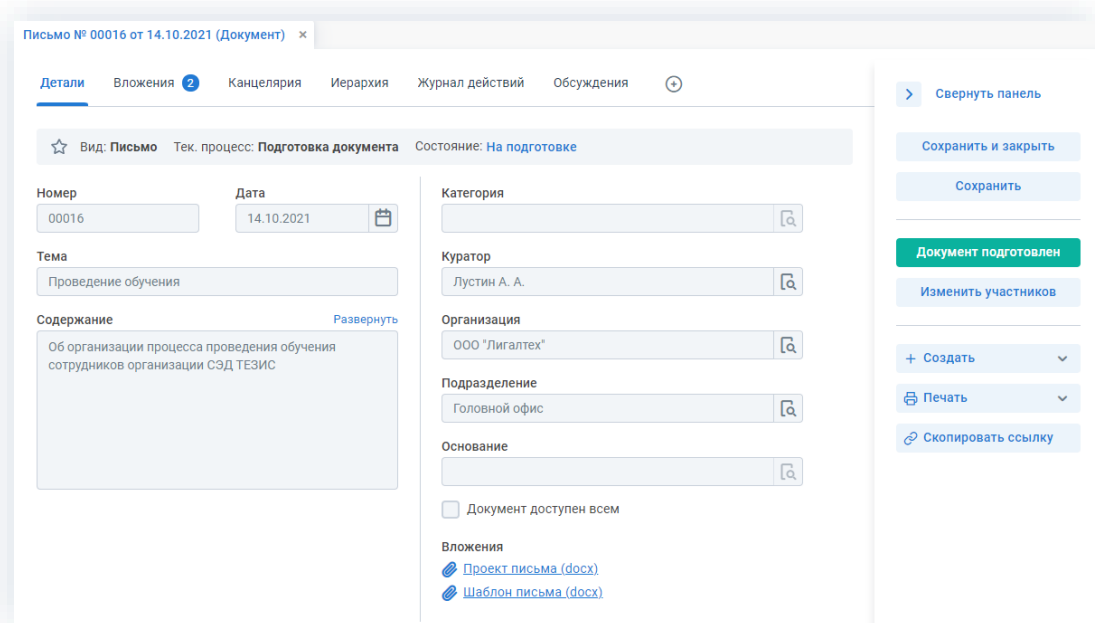 Письмо № 00016 от 14.10.2021 (Документ) ×
Детали Вложения 2 Канцелярия Иерархия Журнал действий Обсуждения
Вид: Письмо Тек. процесс: Подготовка документа Состояние: На подготовке
Номер Дата
00016 14.10.2021
Тема
Проведение обучения
Содержание Развернуть
Об организации процесса проведения обучения
сотрудников организации СЭД ТЕЗИС
Категория
Куратор
Лустин А. А.
Организация
ООО "Лигалтех"
Подразделение
Головной офис
Основание
Документ доступен всем
Вложения
Проект письма (docx)
Шаблон письма (docx)
Свернуть панель
Сохранить и закрыть
Сохранить
Документ подготовлен
Изменить участников
+ Создать
Печать
Скопировать ссылку